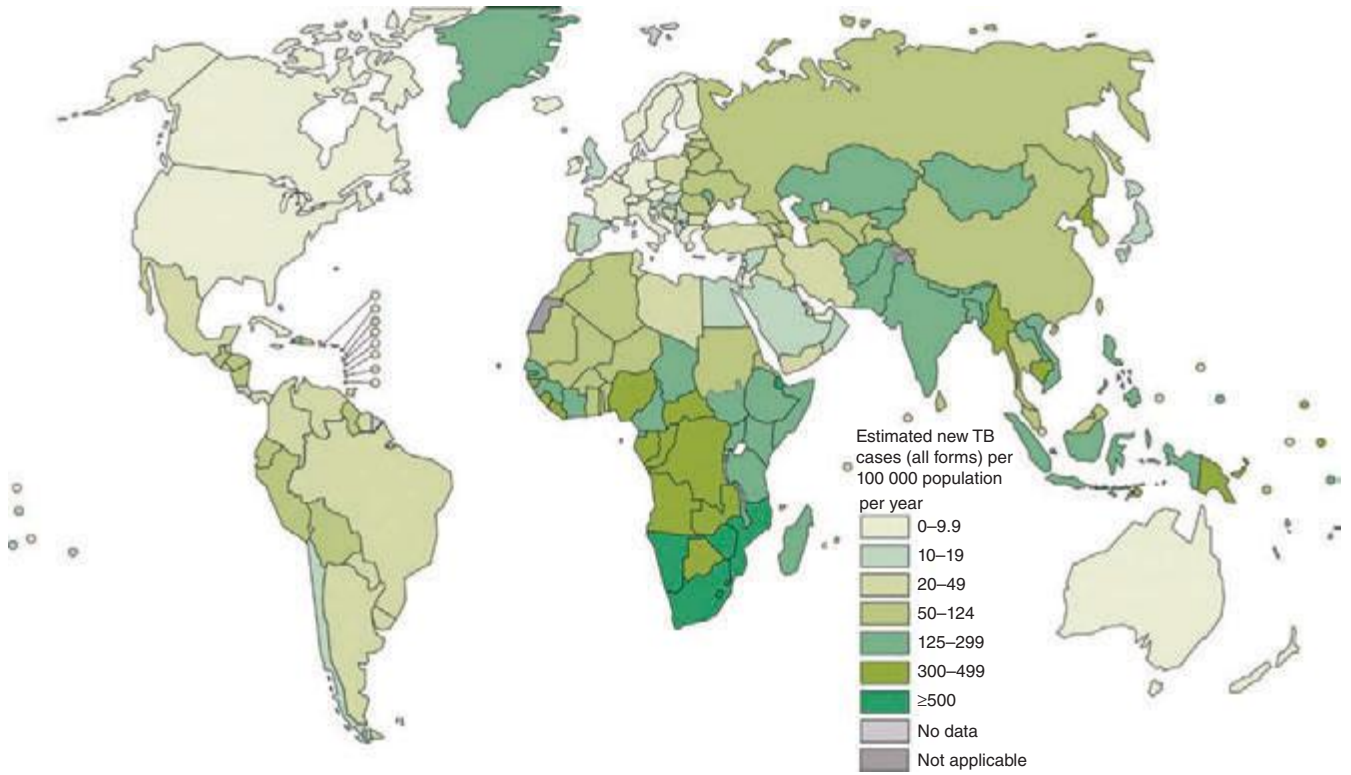 Estimated new TB
cases (all forms) per
100 000 population
per year
0–9.9
10–19
20–49
50–124
125–299
300–499
≥500
No data
Not applicable